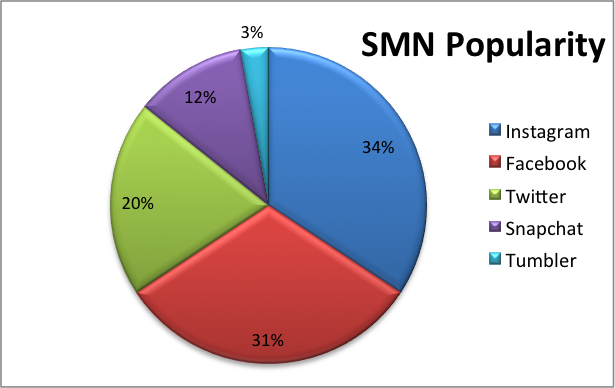 SMN Popularity
3%
12%
34%
20%
31%
Instagram
Facebook
Twitter
Snapchat
Tumbler